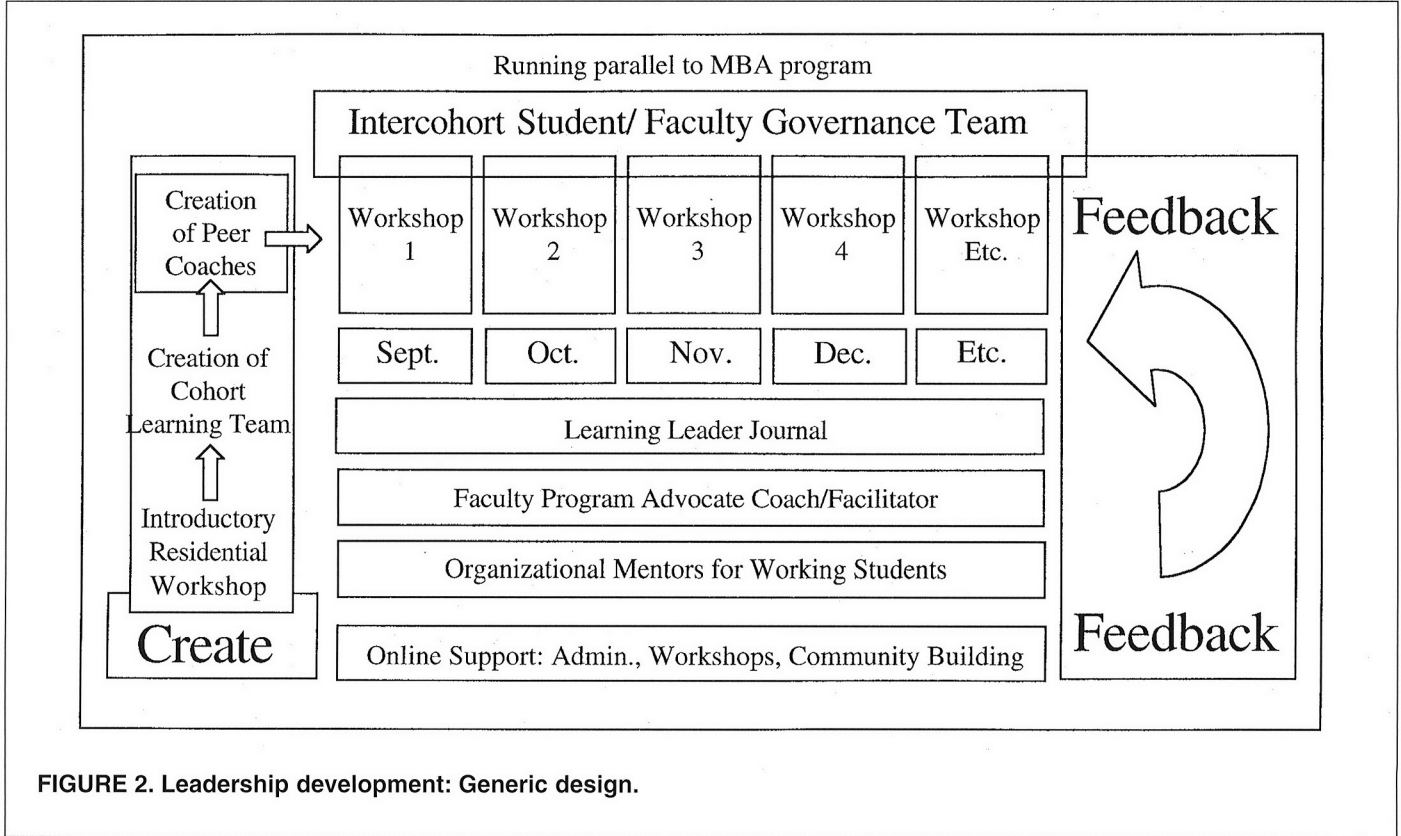 Running parallel to MBA program
Intercohort Student/ Faculty Governance Team
Creation
of Peer
Coaches
Creation of
Cohort
Learning Team
Introductory
Residential
Workshop
Create
Workshop
1
Workshop
2
Workshop
3
Workshop
4
Workshop
Etc.
Sept.
Oct.
Nov.
Dec.
Etc.
Learning Leader Journal
Faculty Program Advocate Coach/Facilitator
Organizational Mentors for Working Students
Online Support: Admin., Workshops, Community Building
Feedback
Feedback
FIGURE 2. Leadership development: Generic design.